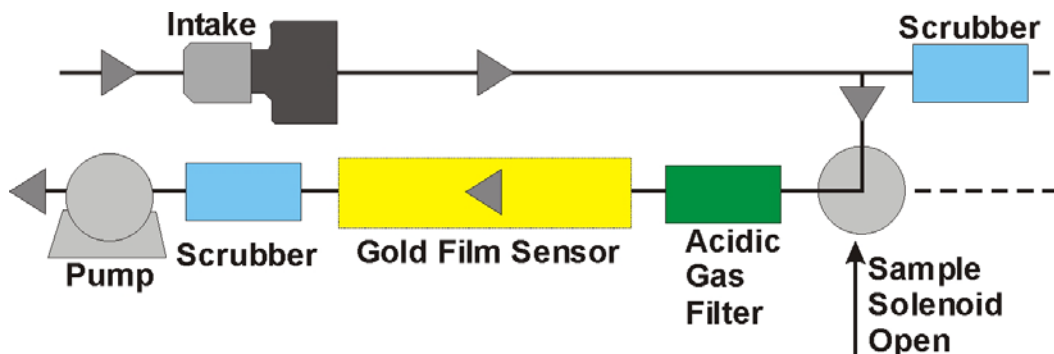 Intake
Scrubber
Pump
Scrubber
Gold Film Sensor
Acidic
Gas
Filter
Sample
Solenoid
Open